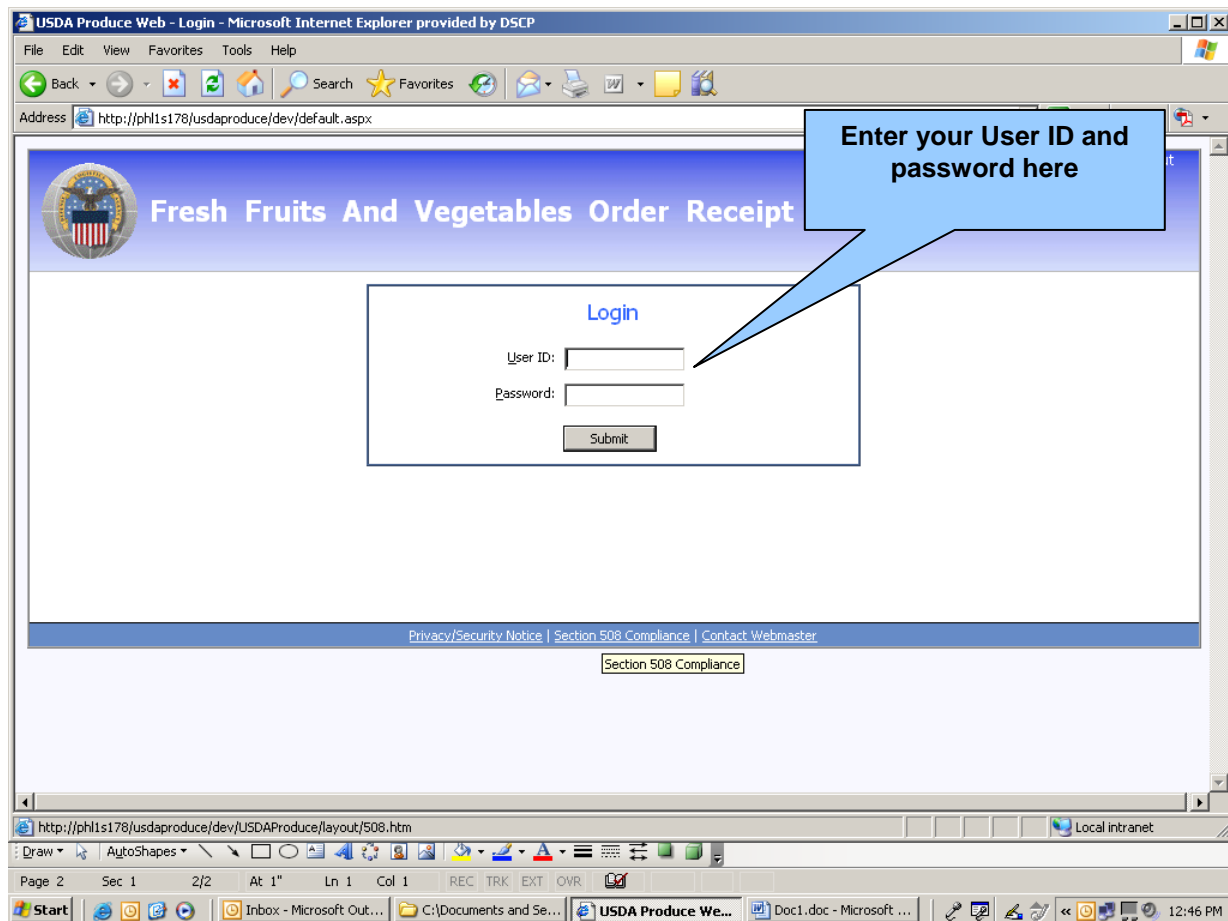 USDA Produce Web - Login - Microsoft Internet Explorer provided by DSCP
File Edit View Favorites Tools Help
Back Search Favorites
Address http://phl1s178/usdaproduce/dev/default.aspx
Enter your User ID and
password here
Fresh Fruits And Vegetables Order Receipt
Login
User ID:
Password:
Submit
Privacy/Security Notice | Section 508 Compliance | Contact Webmaster
Section 508 Compliance
http://phl1s178/usdaproduce/dev/USDAProduce/layout/508.htm Local intranet
Draw AutoShapes
Page 2 Sec 1 2/2 At 1" Ln 1 Col 1 REC TRK EXT OVR
Start Inbox - Microsoft Out... C:\Documents and Se... USDA Produce We... Doc1.doc - Microsoft ... 12:46 PM